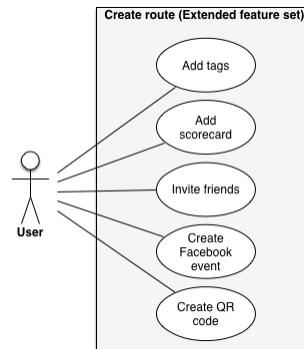 Create route (Extended feature set)
Add tags
Add
scorecard
Invite friends
User
Create
Facebook
event
Create QR
code